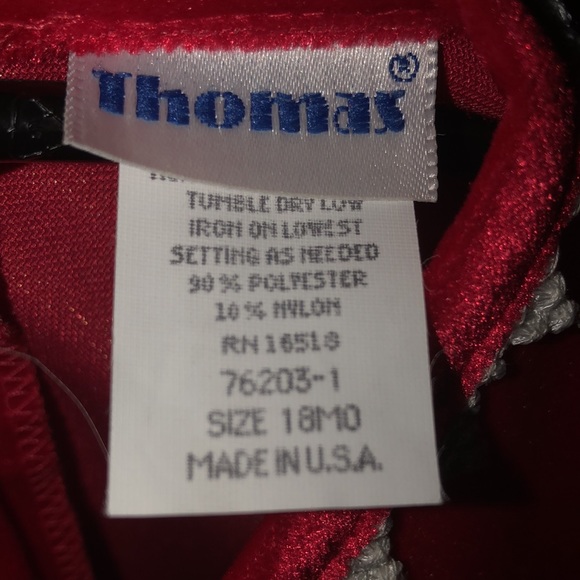 Thomas®
TUMBLE DRY LOW
IRON ON LOWEST
SETTING AS NEEDED
90% POLYESTER
10% NYLON
RN 16518
76203-1
SIZE 18MO
MADE IN U.S.A.